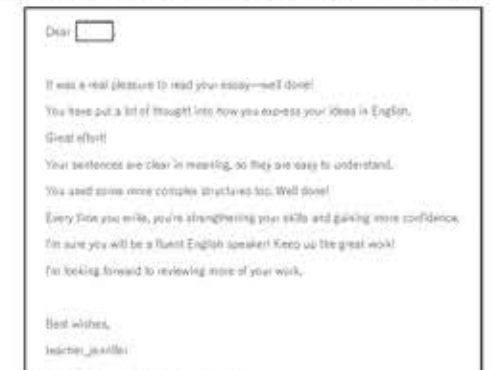 Dear
It was a real pleasure to read your essay—well done!
You have put a lot of thought into how you express your ideas in English.
Great effort!
Your sentences are clear in meaning, so they are easy to understand.
You used some more complex structures too. Well done!
Every time you write, you're strengthening your skills and gaining more confidence.
I'm sure you will be a fluent English speaker! Keep up the great work!
I'm looking forward to reviewing more of your work.
Best wishes,
teacher_jennifer